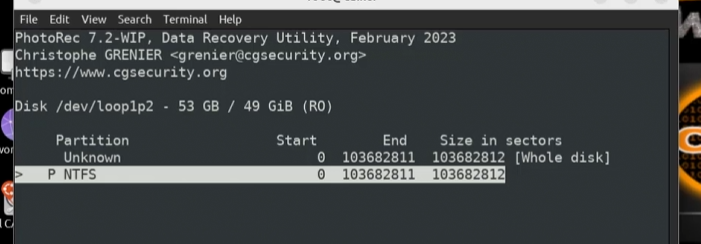 File Edit View Search Terminal Help
PhotoRec 7.2-WIP, Data Recovery Utility, February 2023
Christophe GRENIER <grenier@cgsecurity.org>
https://www.cgsecurity.org
Disk /dev/loop1p2 - 53 GB / 49 GiB (RO)
Partition Start End Size in sectors
Unknown 0 103682811 103682812 [Whole disk]
> P NTFS 0 103682811 103682812